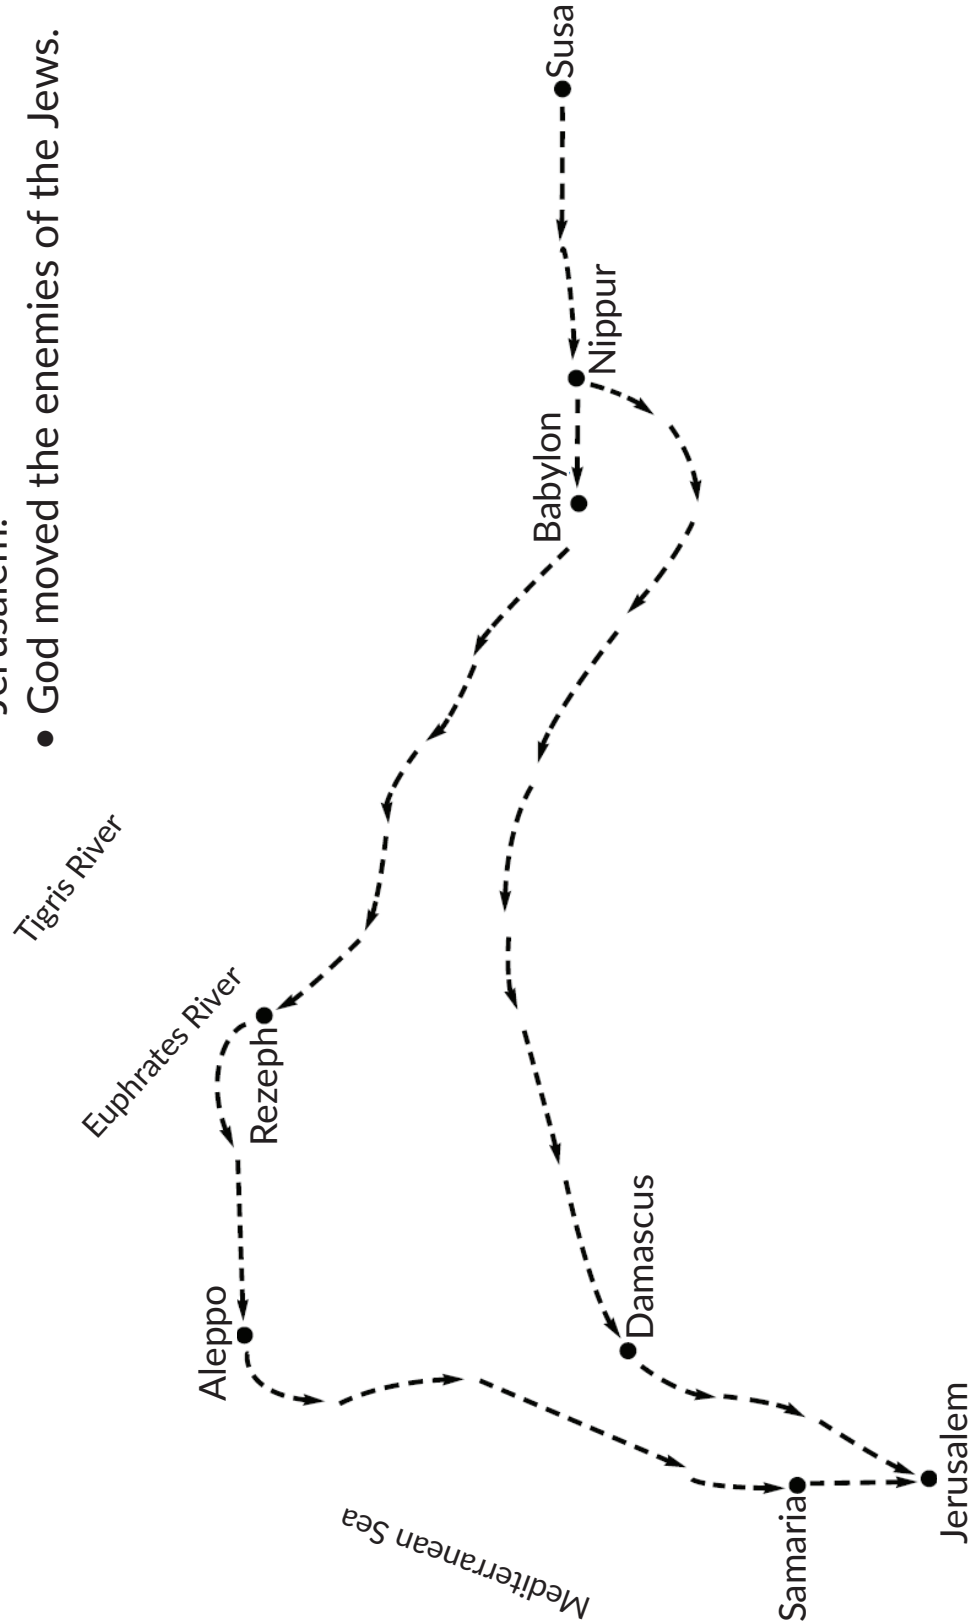 Jerusalem.
• God moved the enemies of the Jews.
Tigris River
Euphrates River
Mediterranean Sea
Aleppo
Rezeph
Babylon
Susa
Nippur
Damascus
Samaria
Jerusalem